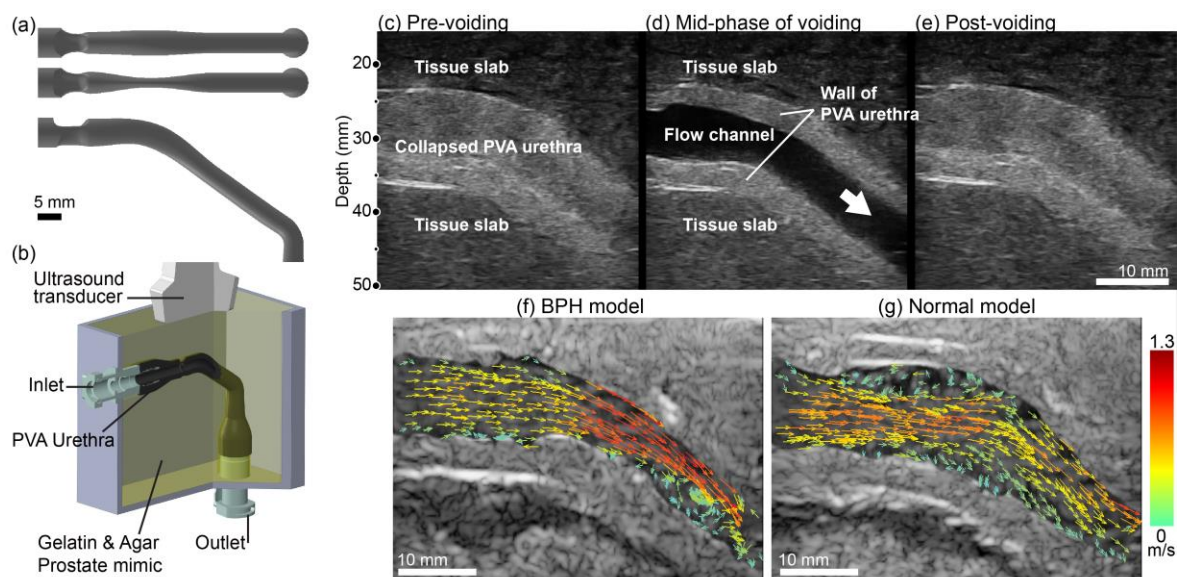 (a)
5 mm
(b)
Ultrasound
transducer
Inlet
PVA Urethra
Gelatin & Agar
Prostate mimic
Outlet
(c) Pre-voiding
(d) Mid-phase of voiding
(e) Post-voiding
20
30
40
50
Depth (mm)
Tissue slab
Collapsed PVA urethra
Tissue slab
Tissue slab
Wall of
PVA urethra
Flow channel
Tissue slab
10 mm
(f) BPH model
10 mm
(g) Normal model
10 mm
1.3
0
m/s